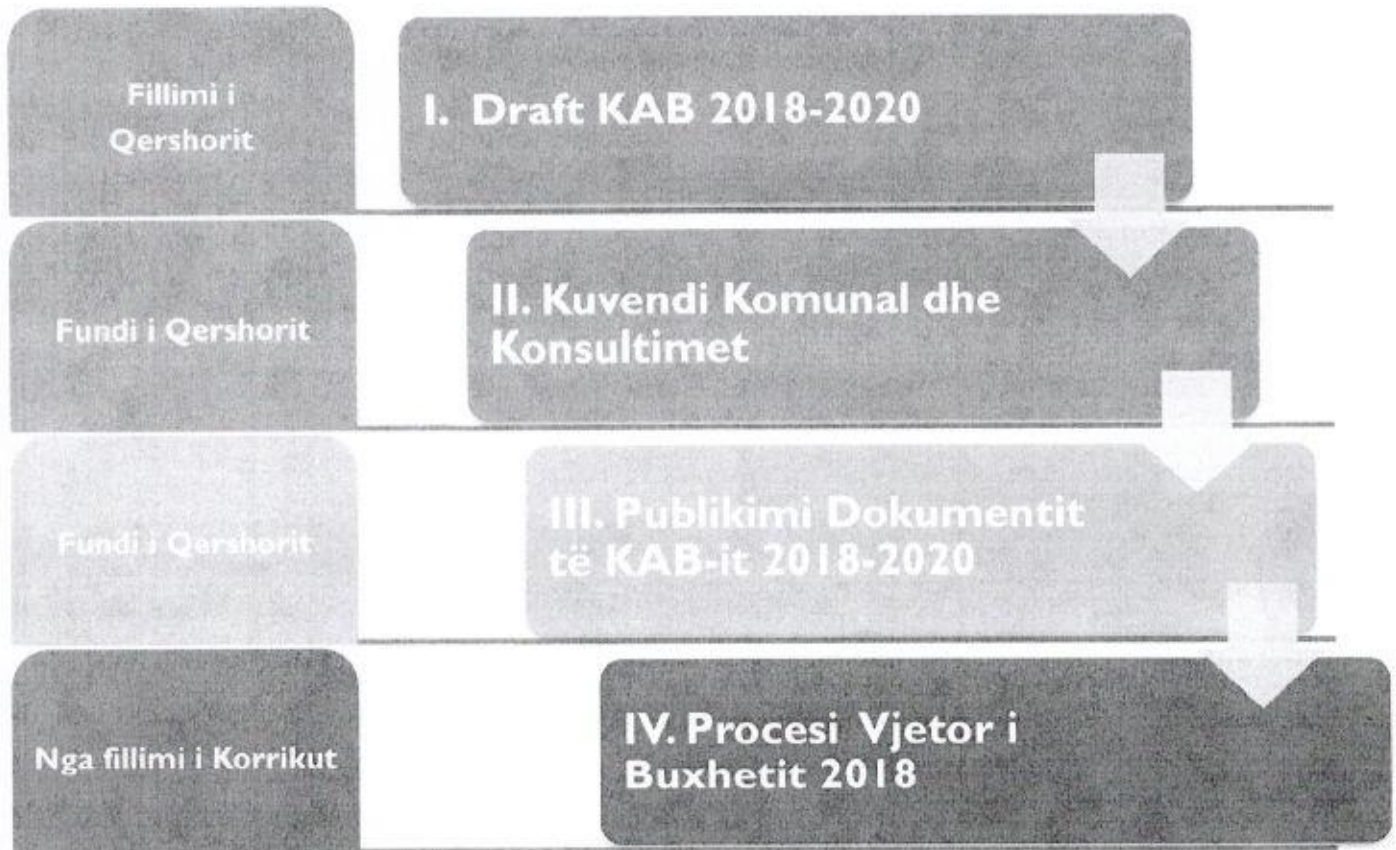 Fillimi i
Qershorit
I. Draft KAB 2018-2020
Fundi i Qershorit
II. Kuvendi Komunal dhe
Konsultimet
Fundi i Qershorit
III. Publikimi Dokumentit
të KAB-it 2018-2020
Nga fillimi i Korrikut
IV. Procesi Vjetor i
Buxhetit 2018